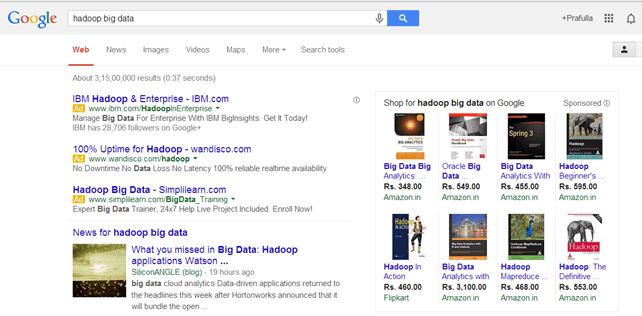 Google
hadoop big data
+Prafulla
Web News Images Videos Maps More Search tools
About 3,15,00,000 results (0.37 seconds)
IBM Hadoop & Enterprise - IBM.com
Ad www.ibm.com/HadoopInEnterprise
Manage Big Data For Enterprise With IBM BigInsights. Get It Today!
IBM has 28,706 followers on Google+
100% Uptime for Hadoop - wandisco.com
Ad www.wandisco.com/hadoop
No Downtime No Data Loss No Latency 100% reliable realtime availability
Hadoop Big Data - Simplilearn.com
Ad www.simplilearn.com/BigData_Training
Expert Big Data Trainer, 24x7 Help Live Project Included. Enroll Now!
News for hadoop big data
What you missed in Big Data: Hadoop
applications Watson ...
SiliconANGLE (blog) - 19 hours ago
big data cloud analytics Data-driven applications returned to
the headlines this week after Hortonworks announced that it
will bundle the open ...
Shop for hadoop big data on Google Sponsored
Big Data Big
Analytics: ...
Rs. 348.00
Amazon.in
Oracle Big
Data ...
Rs. 549.00
Amazon.in
Spring 3
Big Data
Analytics With
Rs. 455.00
Amazon.in
Hadoop
Beginner's ...
Rs. 595.00
Amazon.in
Hadoop In
Action
Rs. 460.00
Flipkart
Big Data
Analytics with
Rs. 3,100.00
Amazon.in
Hadoop
Mapreduce ...
Rs. 468.00
Amazon.in
Hadoop
Hadoop: The
Definitive ...
Rs. 553.00
Amazon.in